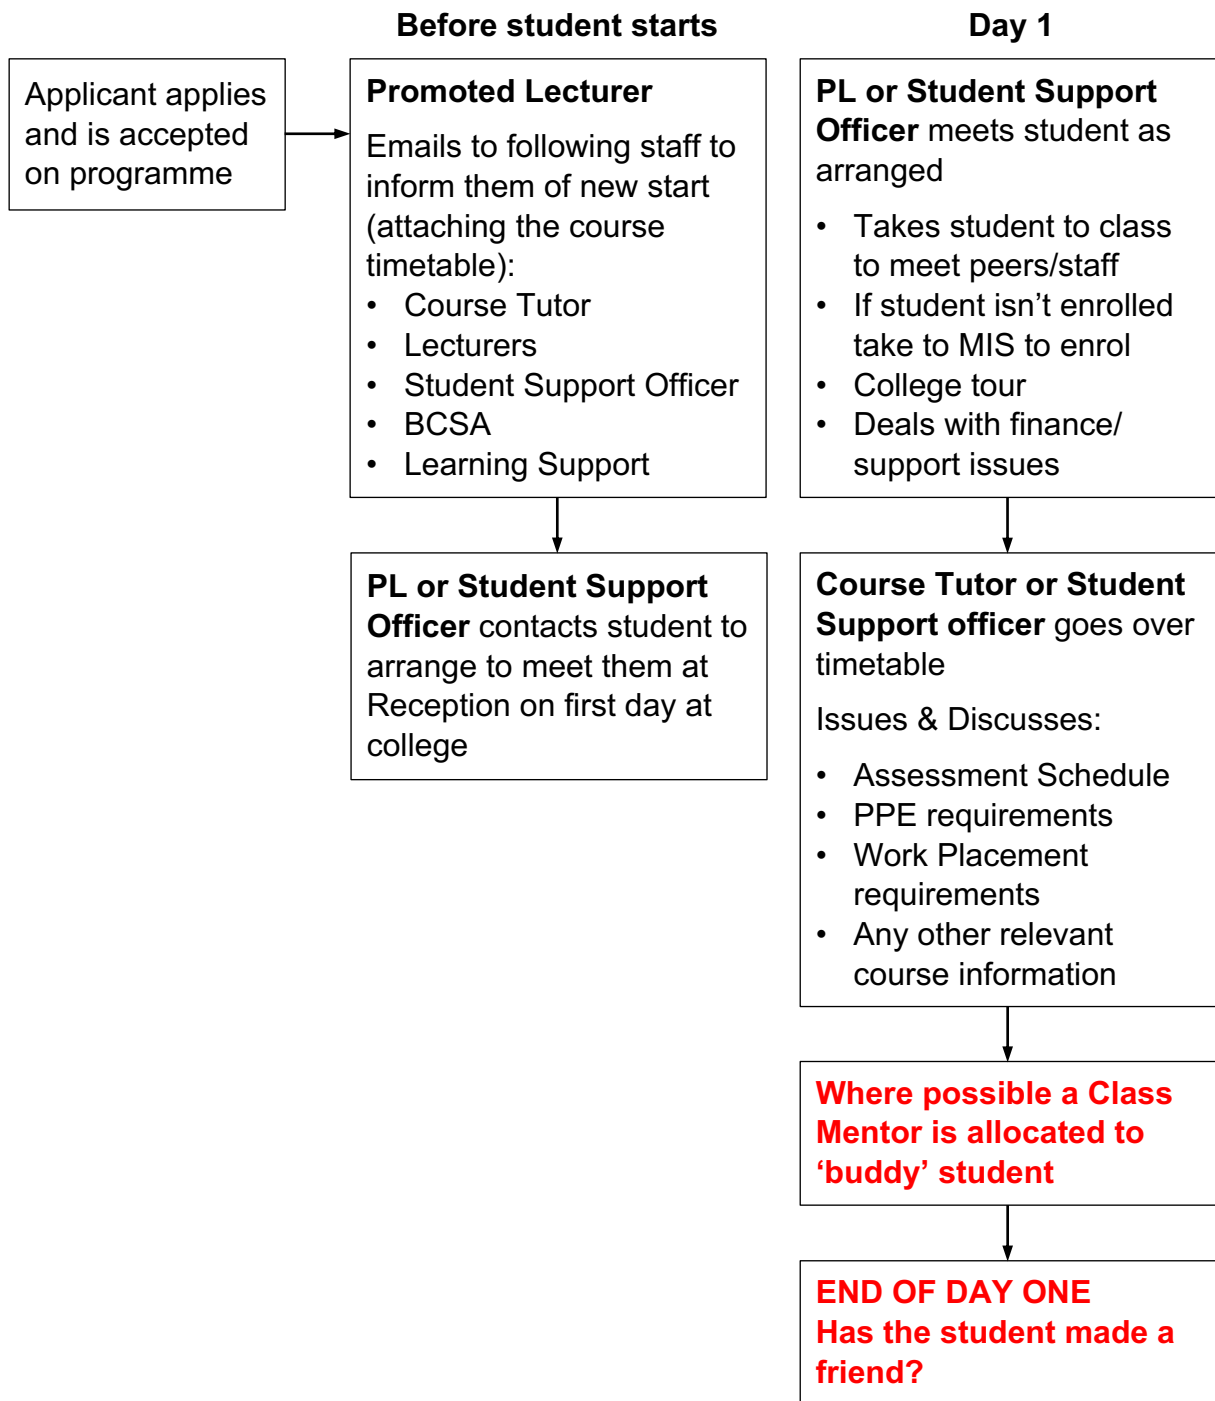 Before student starts
Day 1
Applicant applies
and is accepted
on programme
Promoted Lecturer
Emails to following staff to
inform them of new start
(attaching the course
timetable):
• Course Tutor
• Lecturers
• Student Support Officer
• BCSA
• Learning Support
PL or Student Support
Officer contacts student to
arrange to meet them at
Reception on first day at
college
PL or Student Support
Officer meets student as
arranged
• Takes student to class
to meet peers/staff
• If student isn’t enrolled
take to MIS to enrol
• College tour
• Deals with finance/
support issues
Course Tutor or Student
Support officer goes over
timetable
Issues & Discusses:
• Assessment Schedule
• PPE requirements
• Work Placement
requirements
• Any other relevant
course information
Where possible a Class
Mentor is allocated to
‘buddy’ student
END OF DAY ONE
Has the student made a
friend?